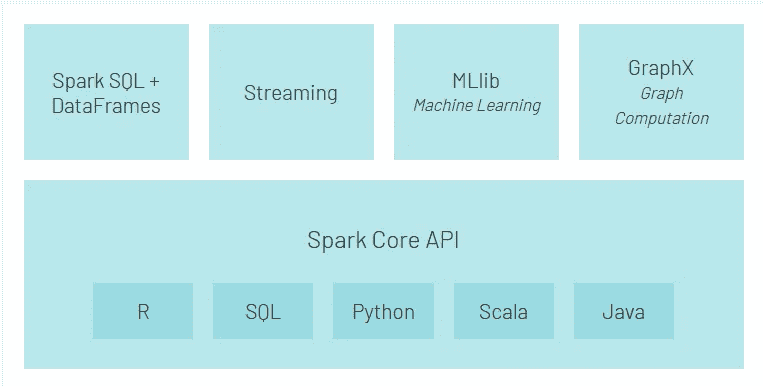 Spark SQL +
DataFrames
Streaming
MLlib
Machine Learning
GraphX
Graph
Computation
Spark Core API
R
SQL
Python
Scala
Java